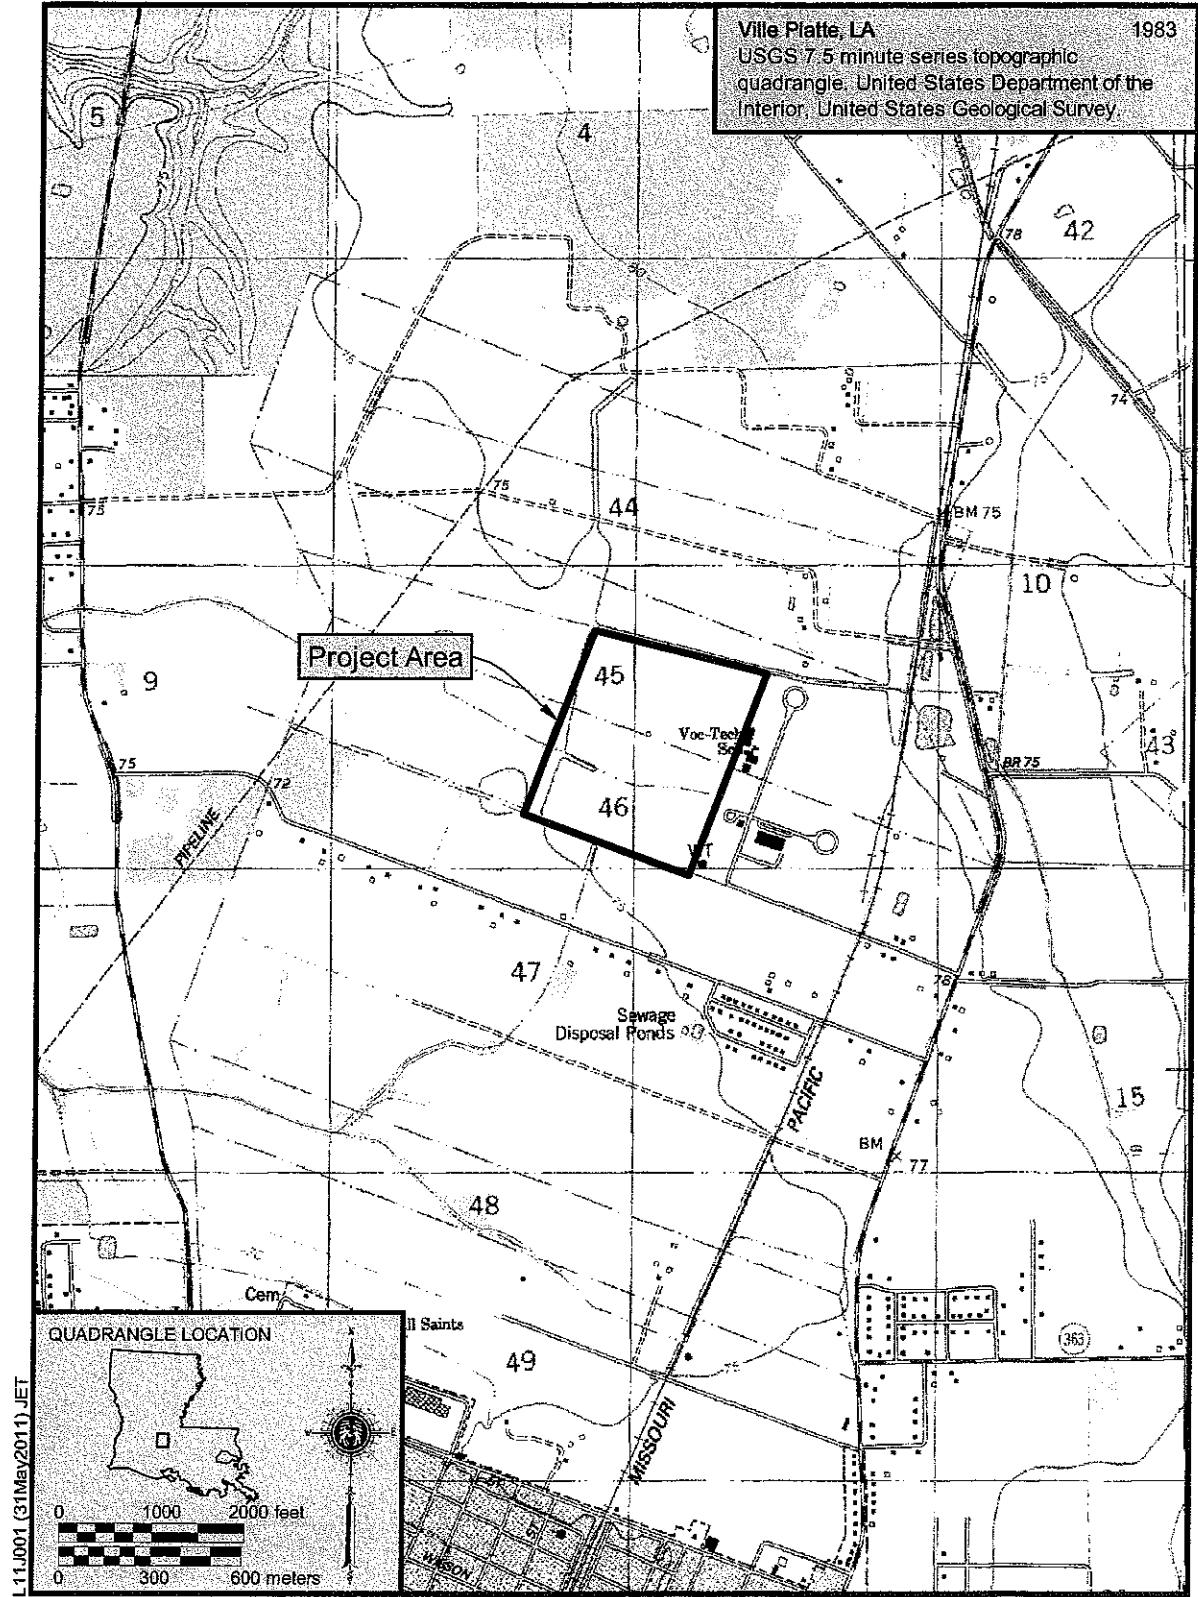 Ville Platte, LA 1983
USGS 7.5 minute series topographic
quadrangle, United States Department of the
Interior, United States Geological Survey.
5
4
75
42
78
80
75
75
74
75
75
44
BM 75
10
Project Area
45
9
Voc-Tech
Sch
43
75
72
BR 75
46
PIPELINE
WT
47
76
Sewage
Disposal Ponds
PACIFIC
15
BM
77
48
Cem
ll Saints
363
49
MISSOURI
WILSON
QUADRANGLE LOCATION
0 1000 2000 feet
0 300 600 meters
L11J001 (31May2011) JET